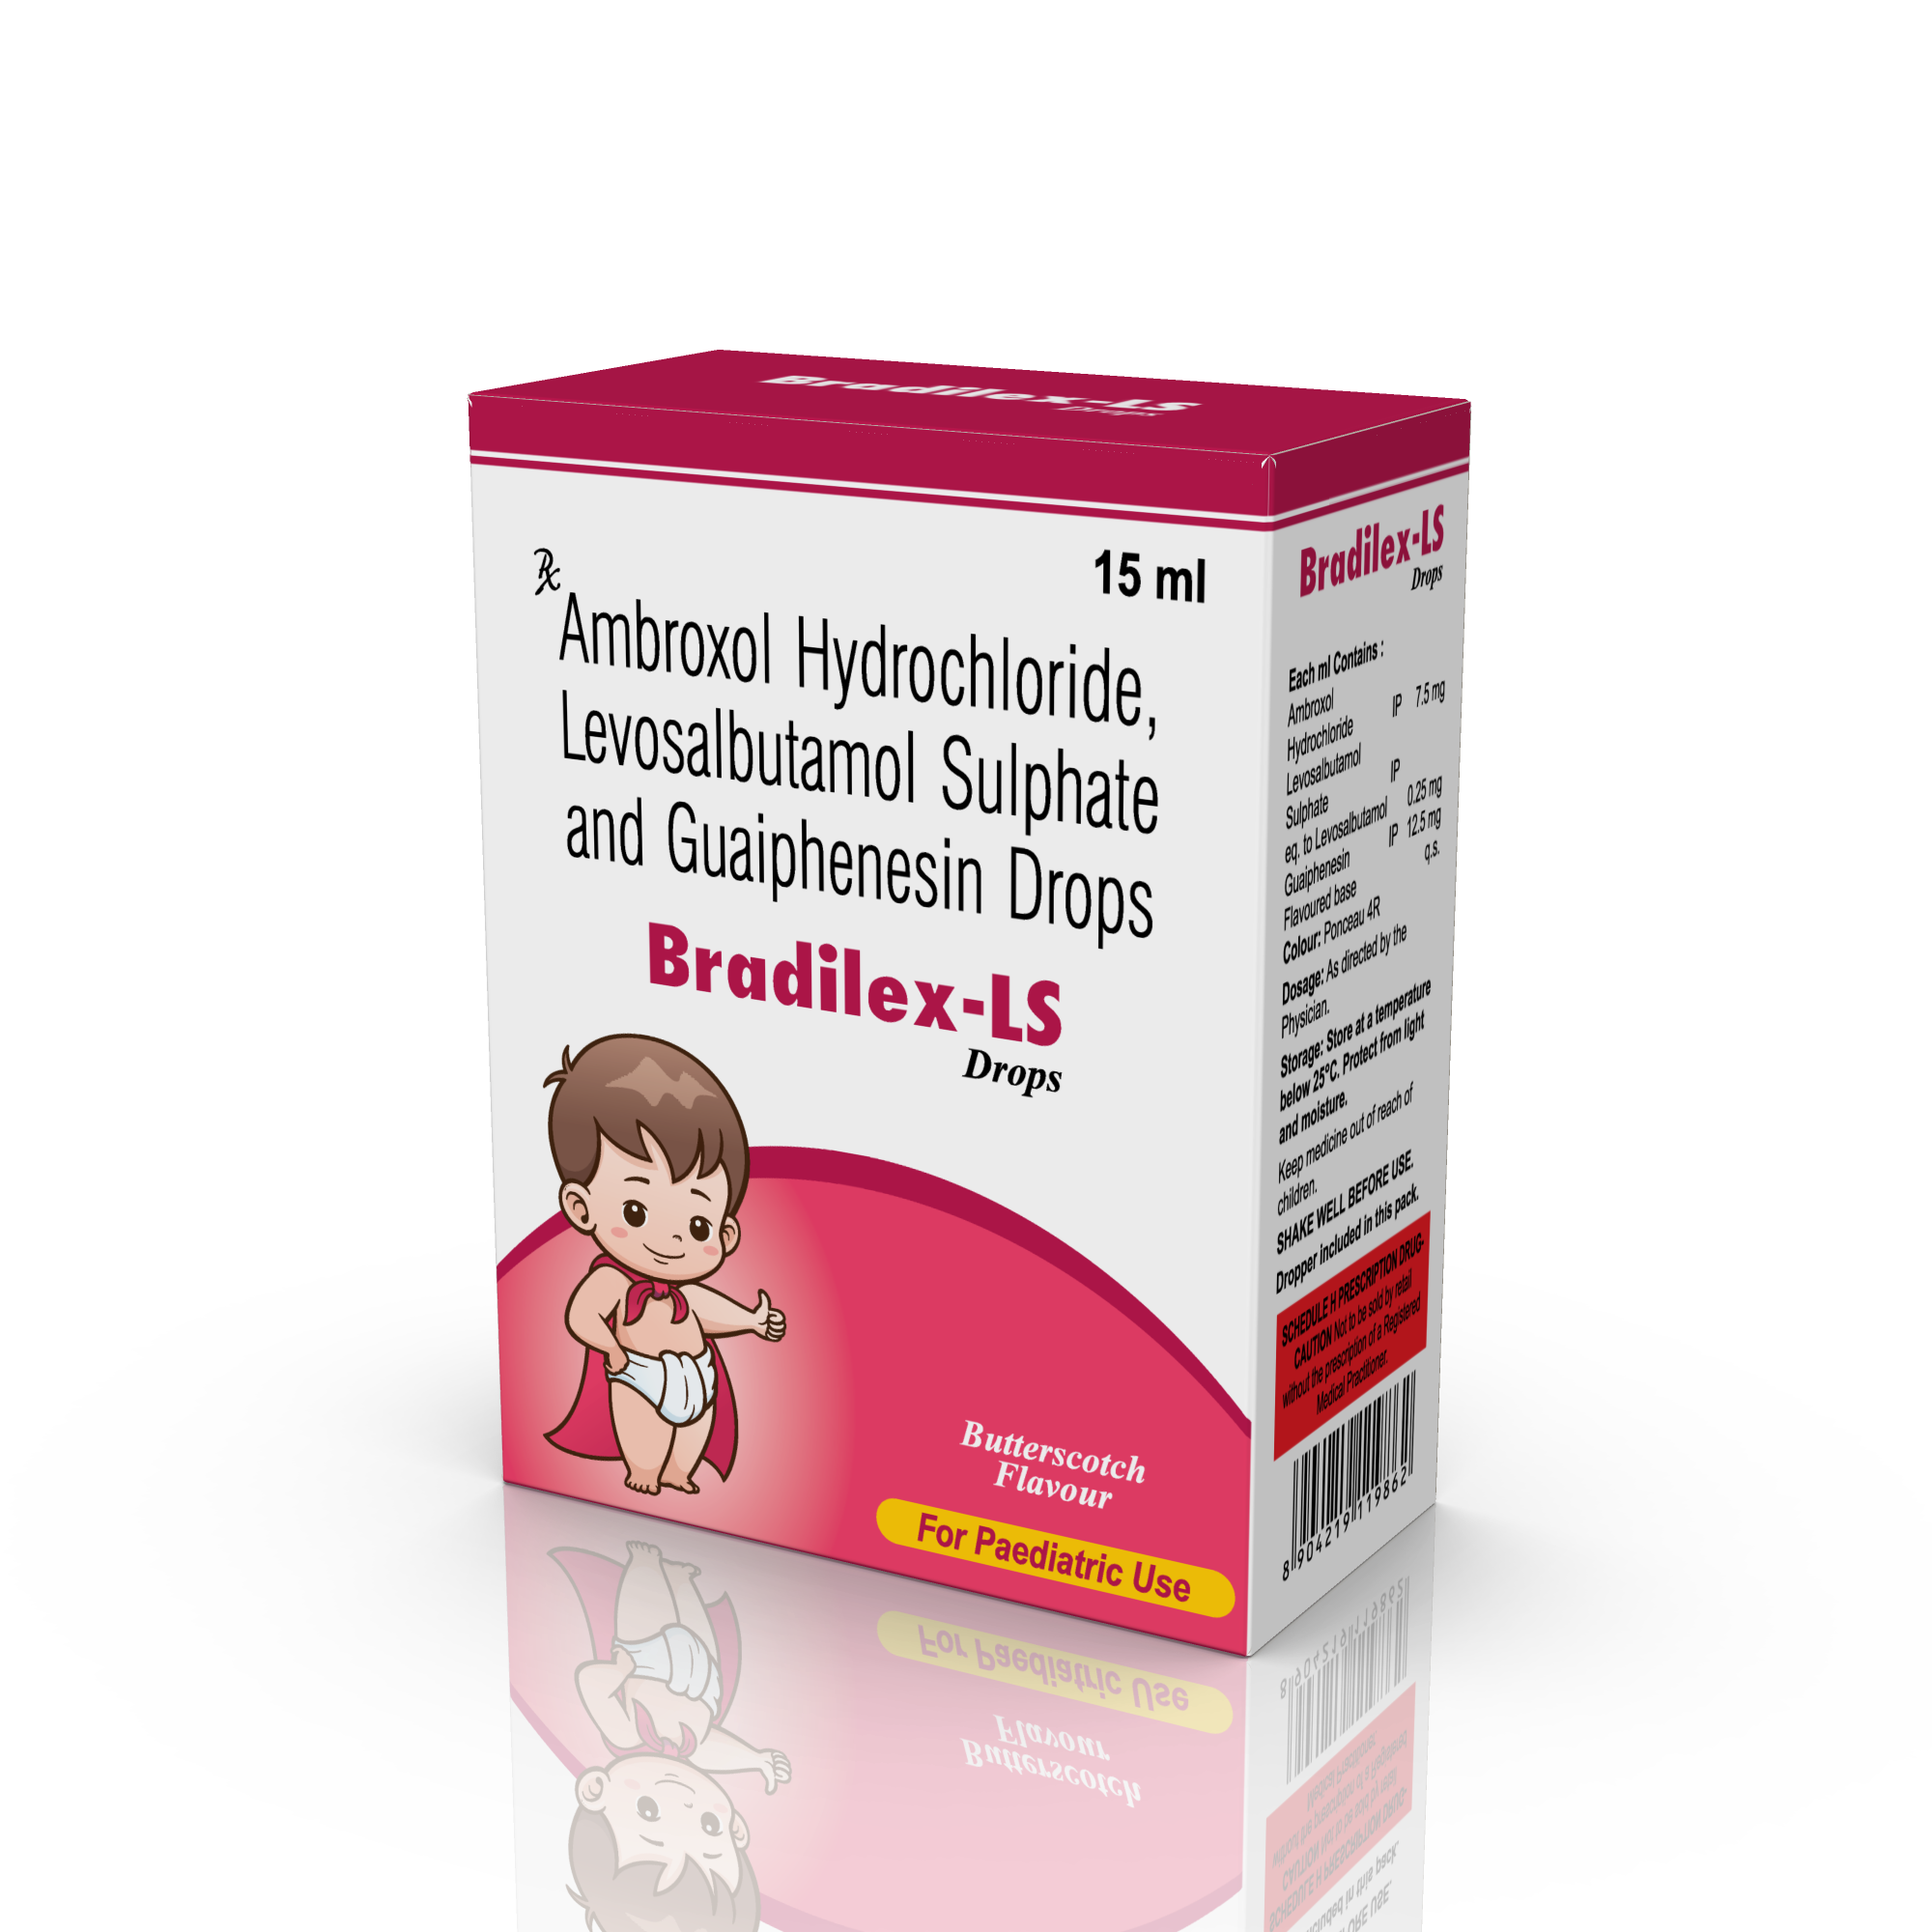 Bradilex-LS
Drops
Rx
15 ml
Ambroxol Hydrochloride,
Levosalbutamol Sulphate
and Guaiphenesin Drops
Bradilex-LS
Drops
Butterscotch
Flavour
For Paediatric Use
Bradilex-LS
Drops
Each ml Contains :
Ambroxol
Hydrochloride IP 7.5 mg
Levosalbutamol
Sulphate IP
eq. to Levosalbutamol 0.25 mg
Guaiphenesin IP 12.5 mg
Flavoured base q.s.
Colour: Ponceau 4R
Dosage: As directed by the
Physician.
Storage: Store at a temperature
below 25°C. Protect from light
and moisture.
Keep medicine out of reach of
children.
SHAKE WELL BEFORE USE.
Dropper included in this pack.
SCHEDULE H PRESCRIPTION DRUG-
CAUTION Not to be sold by retail
without the prescription of a Registered
Medical Practitioner.
8 904219 119862